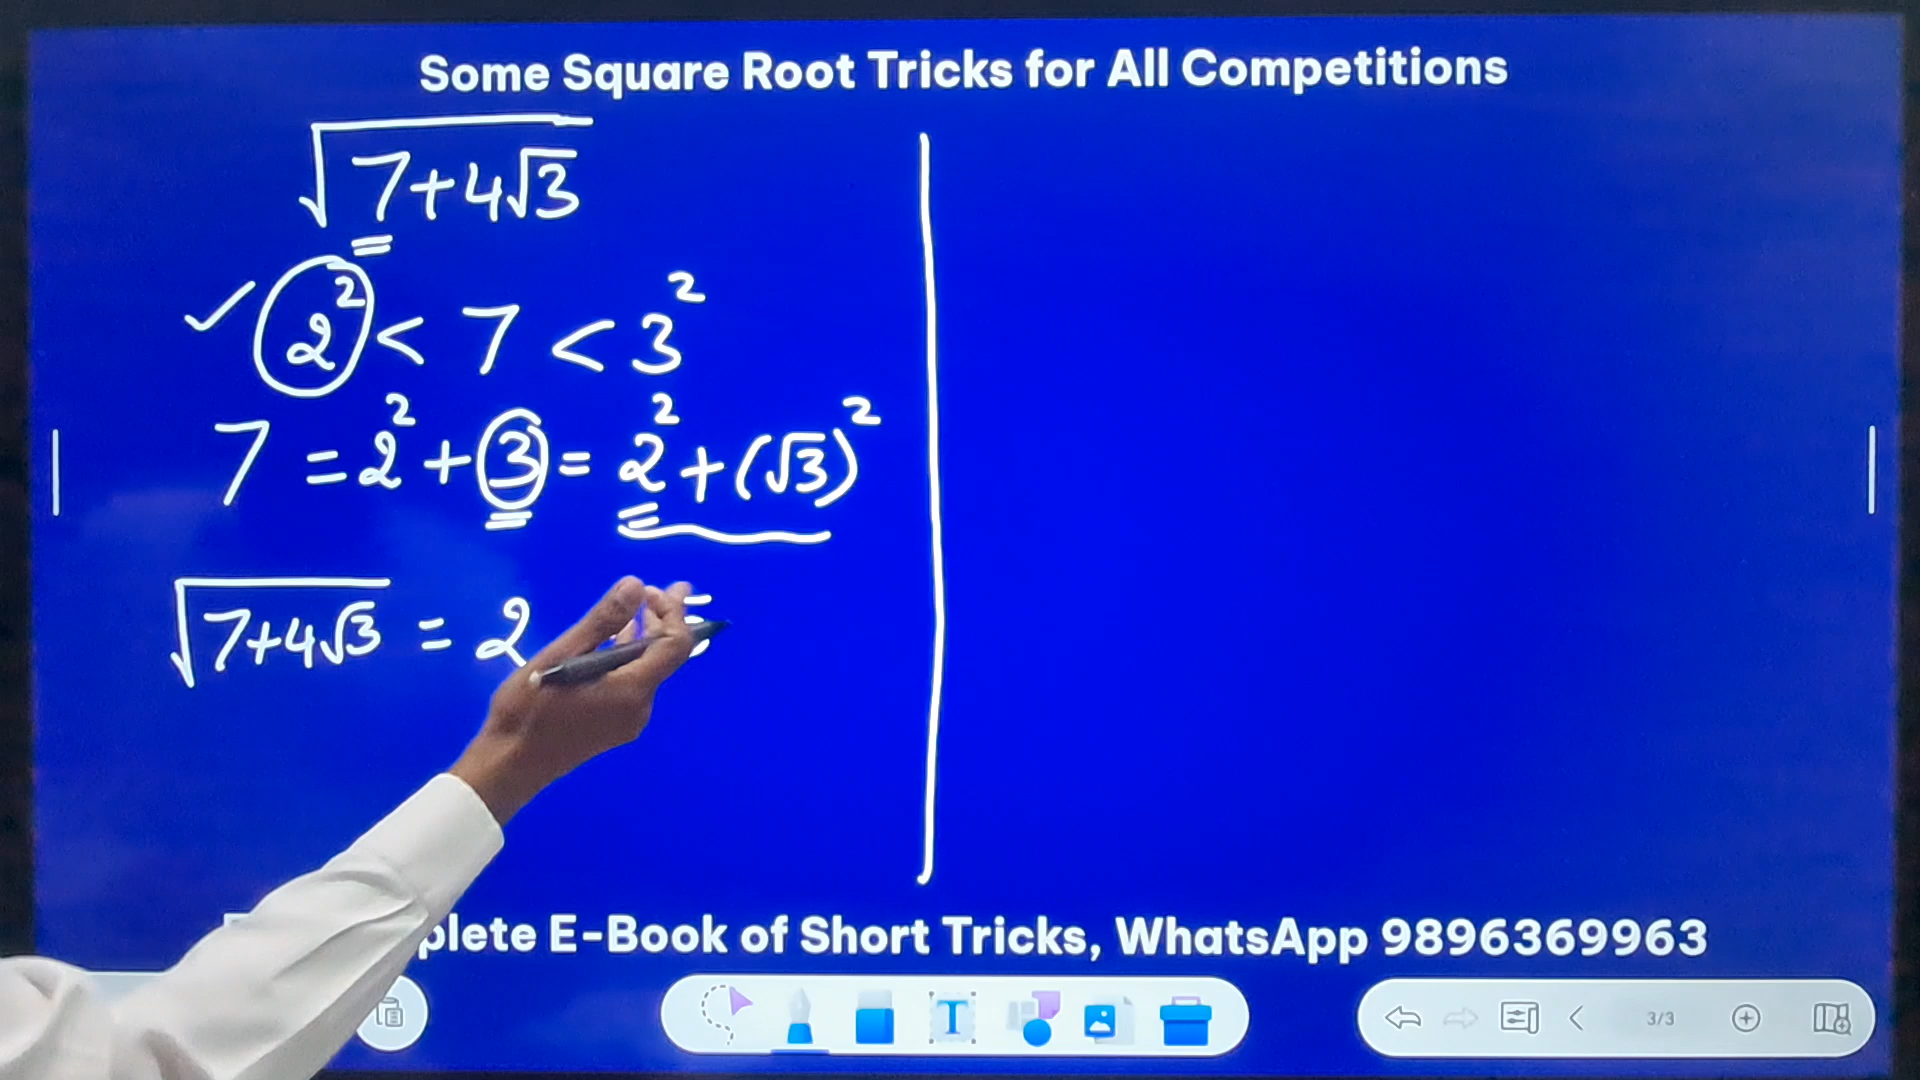 Some Square Root Tricks for All Competitions
√(7+4√3)
2² < 7 < 3²
7 = 2² + 3 = 2² + (√3)²
√(7+4√3) = 2
E-Book of Short Tricks, WhatsApp 9896369963
T
3/3